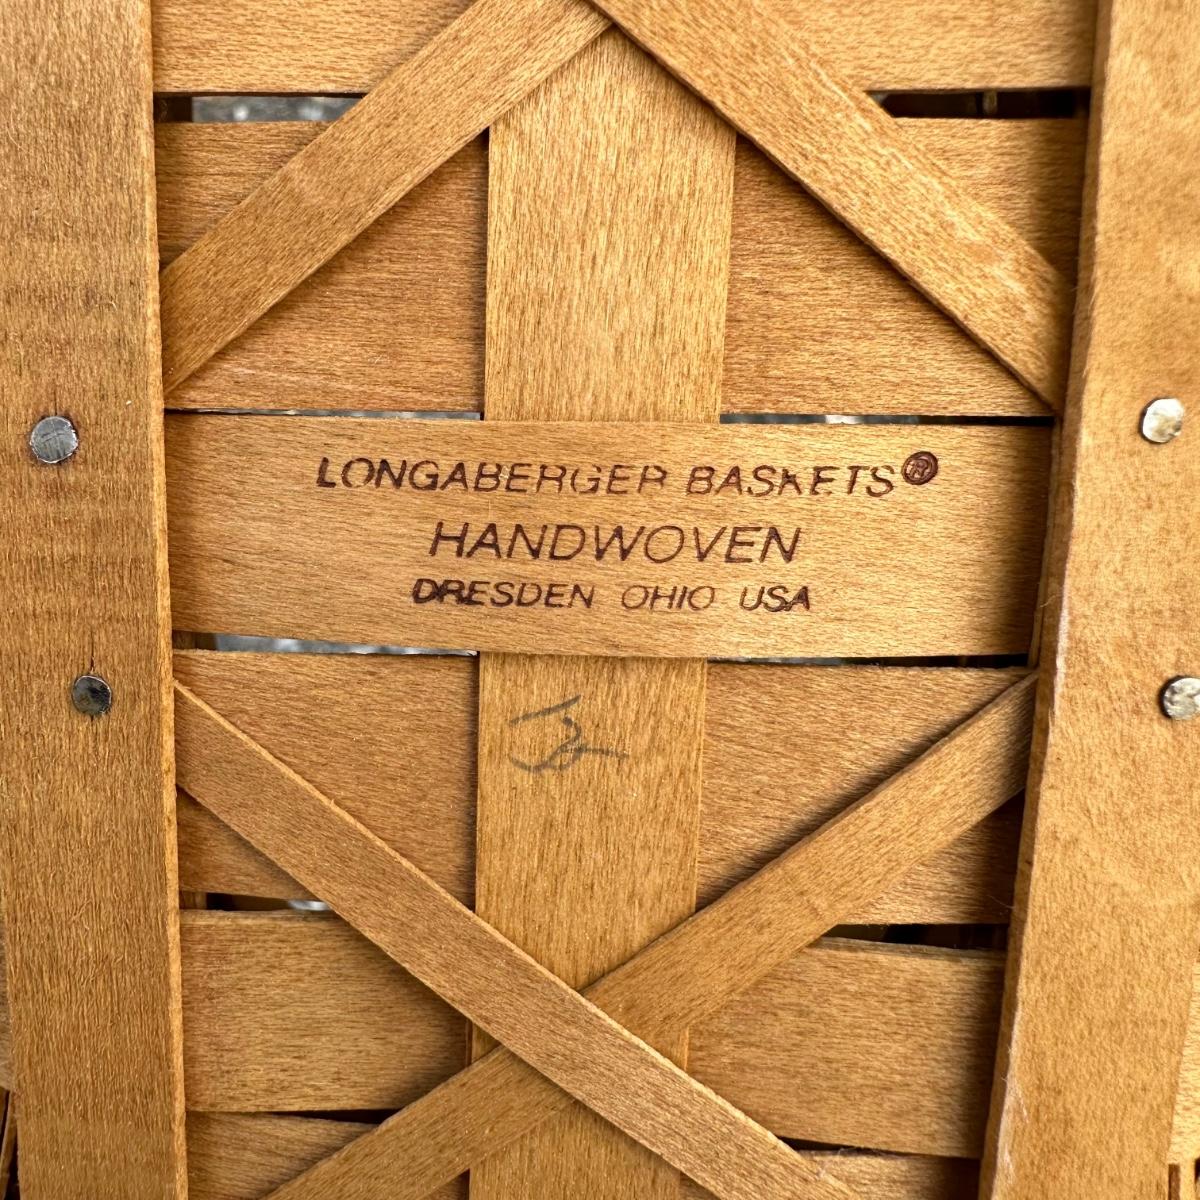 LONGABERGER BASKETS®
HANDWOVEN
DRESDEN OHIO USA